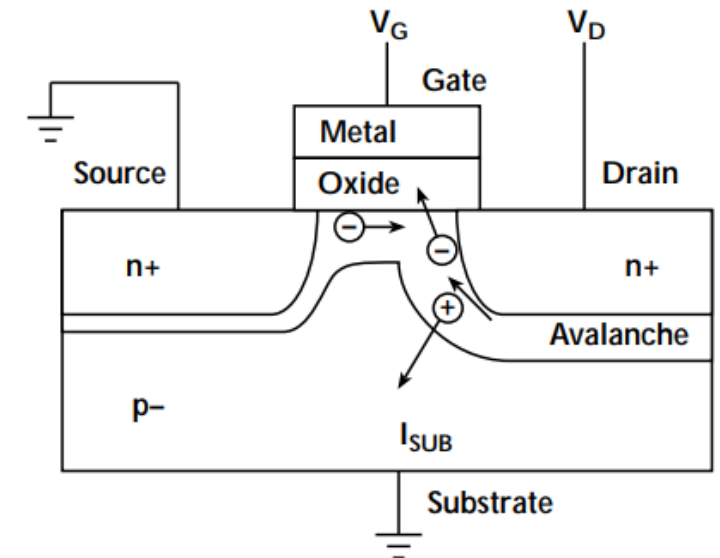 V_G
V_D
Gate
Metal
Source
Oxide
Drain
−
−
n+
n+
+
Avalanche
p−
I_SUB
Substrate